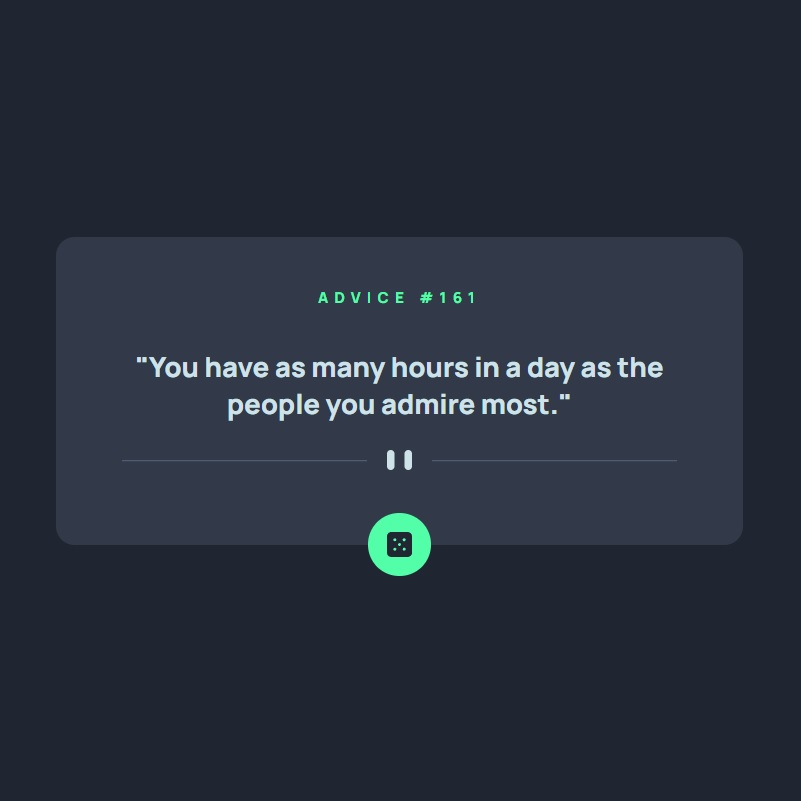 ADVICE #161
"You have as many hours in a day as the
people you admire most."